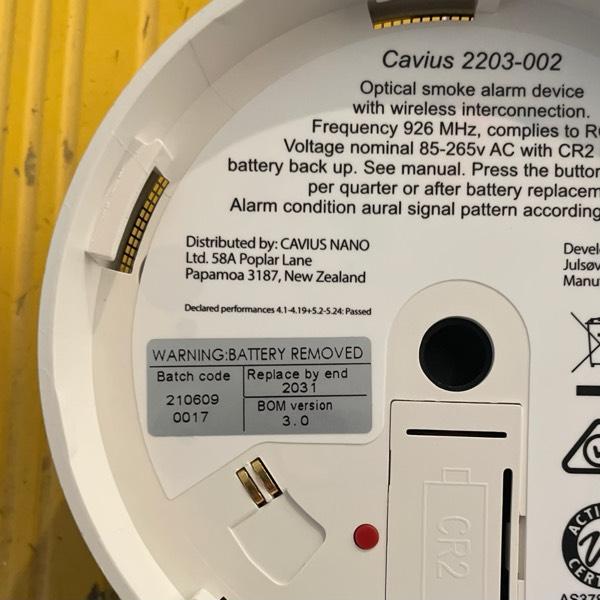 Cavius 2203-002
Optical smoke alarm device
with wireless interconnection.
Frequency 926 MHz, complies to
Voltage nominal 85-265v AC with CR2
battery back up. See manual. Press the button
per quarter or after battery
Alarm condition aural signal pattern according
Distributed by: CAVIUS NANO
Ltd. 58A Poplar Lane
Papamoa 3187, New Zealand
Declared performances 4.1-4.19+5.2-5.24: Passed
WARNING:BATTERY REMOVED
Batch code
210609
0017
Replace by end
2031
BOM version
3.0
CR2